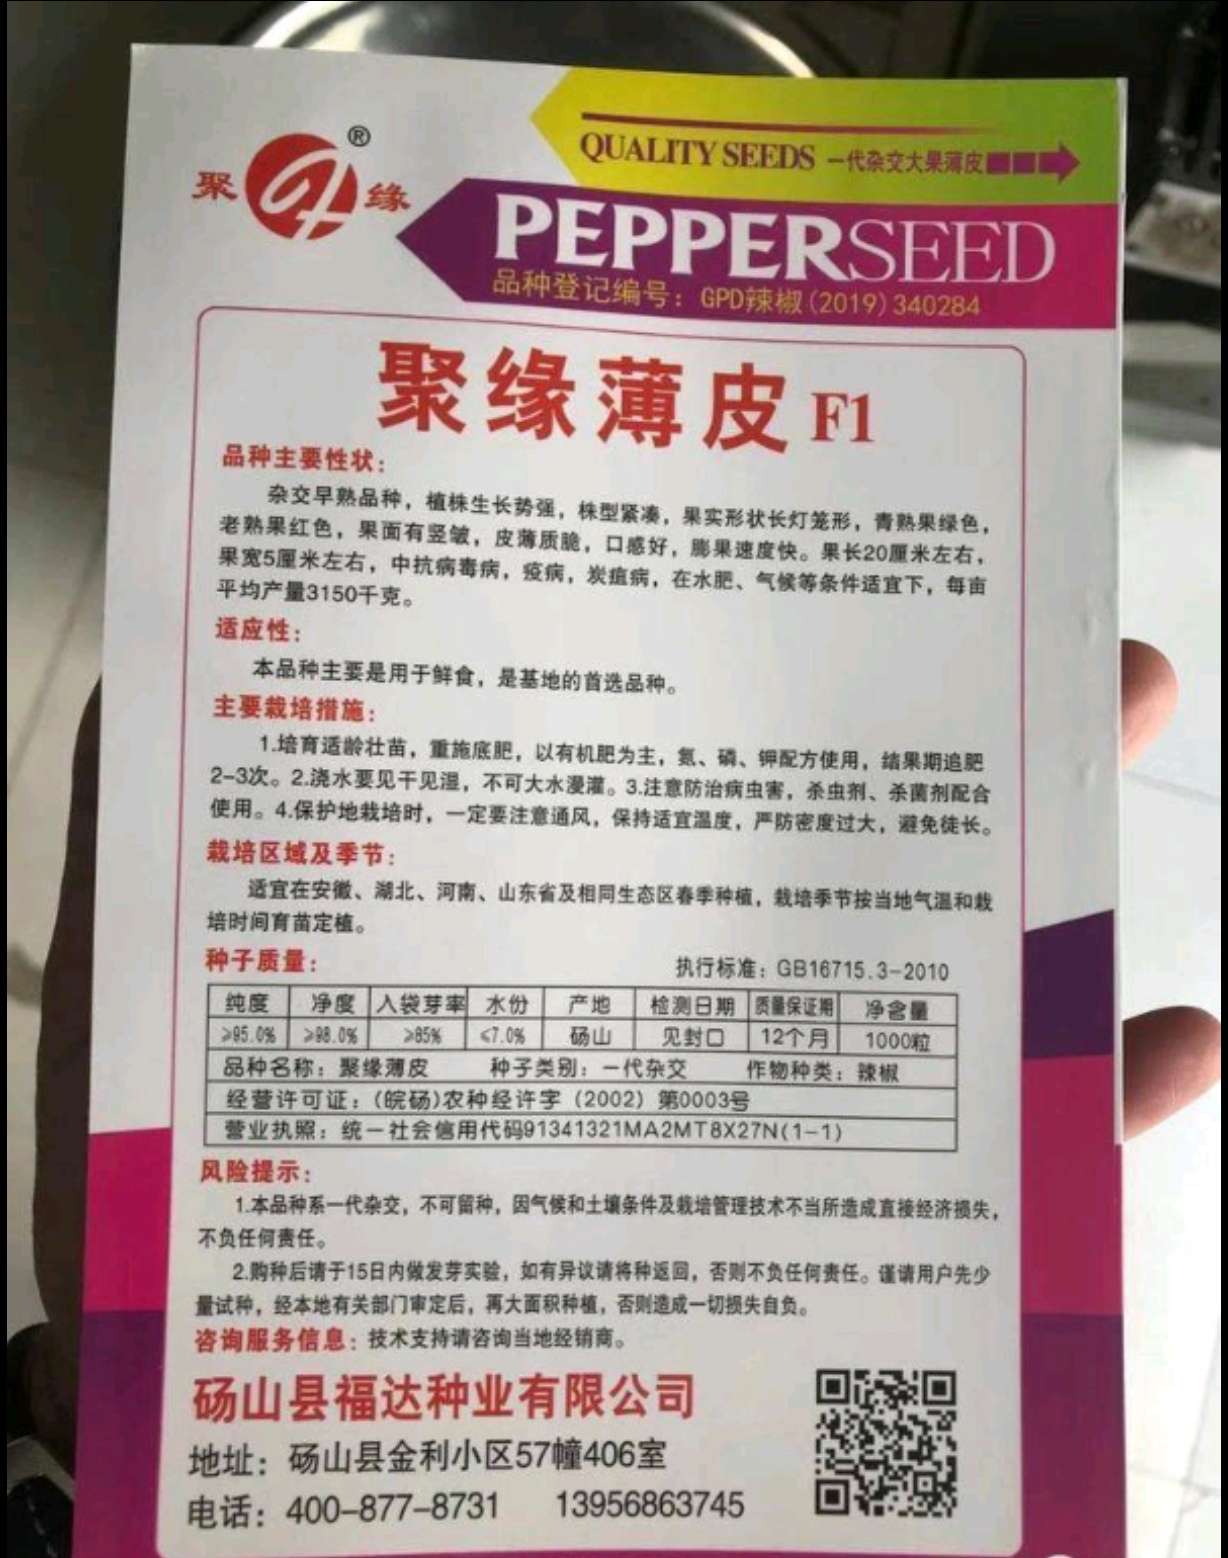 聚 缘 ®
QUALITY SEEDS 一代杂交大果薄皮
PEPPERSEED
品种登记编号：GPD辣椒(2019)340284
聚缘薄皮 F1
品种主要性状：
杂交早熟品种，植株生长势强，株型紧凑，果实形状长灯笼形，青熟果绿色，
老熟果红色，果面有竖皱，皮薄质脆，口感好，膨果速度快。果长20厘米左右，
果宽5厘米左右，中抗病毒病，疫病，炭疽病，在水肥、气候等条件适宜下，每亩
平均产量3150千克。
适应性：
本品种主要是用于鲜食，是基地的首选品种。
主要栽培措施：
1.培育适龄壮苗，重施底肥，以有机肥为主，氮、磷、钾配方使用，结果期追肥
2-3次。2.浇水要见干见湿，不可大水漫灌。3.注意防治病虫害，杀虫剂、杀菌剂配合
使用。4.保护地栽培时，一定要注意通风，保持适宜温度，严防密度过大，避免徒长。
栽培区域及季节：
适宜在安徽、湖北、河南、山东省及相同生态区春季种植，栽培季节按当地气温和栽
培时间育苗定植。
种子质量： 执行标准：GB16715.3-2010
纯度 净度 入袋芽率 水份 产地 检测日期 质量保证期 净含量
≥95.0% ≥98.0% ≥85% ≤7.0% 砀山 见封口 12个月 1000粒
品种名称：聚缘薄皮 种子类别：一代杂交 作物种类：辣椒
经营许可证：(皖砀)农种经许字（2002）第0003号
营业执照：统一社会信用代码91341321MA2MT8X27N(1-1)
风险提示：
1.本品种系一代杂交，不可留种，因气候和土壤条件及栽培管理技术不当所造成直接经济损失，
不负任何责任。
2.购种后请于15日内做发芽实验，如有异议请将种返回，否则不负任何责任。谨请用户先少
量试种，经本地有关部门审定后，再大面积种植，否则造成一切损失自负。
咨询服务信息：技术支持请咨询当地经销商。
砀山县福达种业有限公司
地址：砀山县金利小区57幢406室
电话：400-877-8731 13956863745